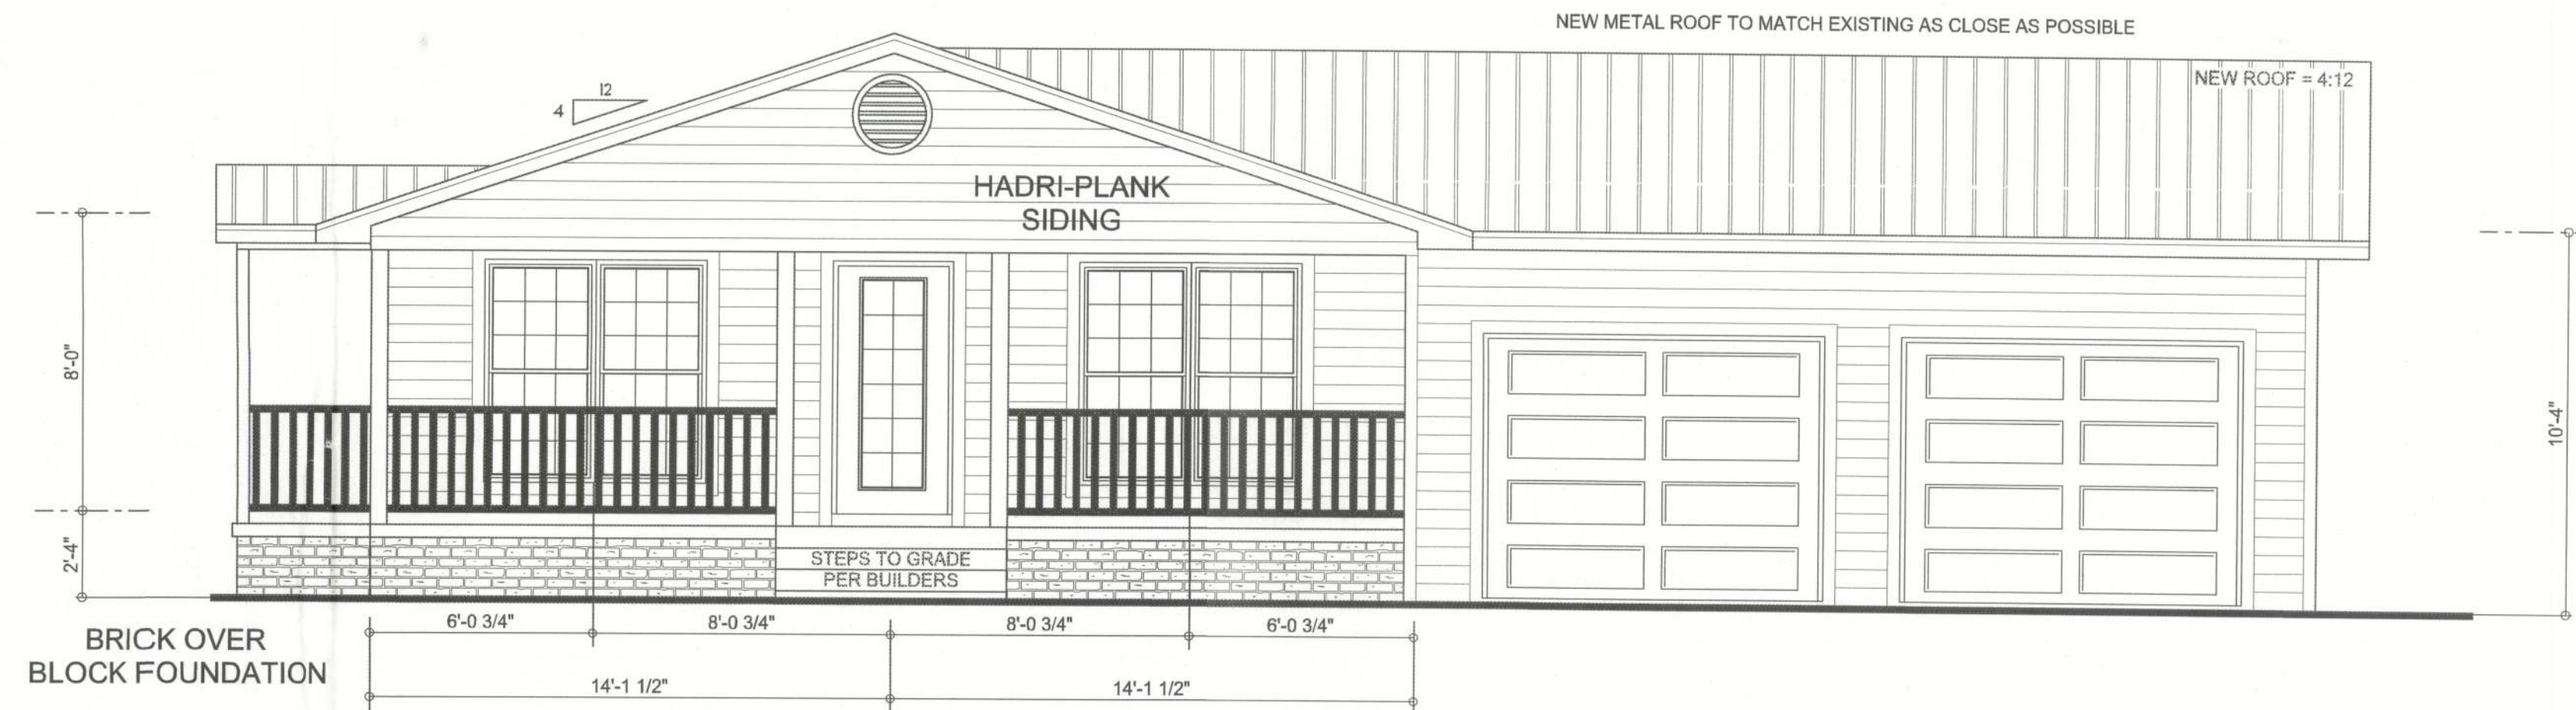 NEW METAL ROOF TO MATCH EXISTING AS CLOSE AS POSSIBLE
NEW ROOF = 4:12
12
4
HADRI-PLANK
SIDING
8'-0"
10'-4"
2'-4"
STEPS TO GRADE
PER BUILDERS
6'-0 3/4"
8'-0 3/4"
8'-0 3/4"
6'-0 3/4"
BRICK OVER
BLOCK FOUNDATION
14'-1 1/2"
14'-1 1/2"